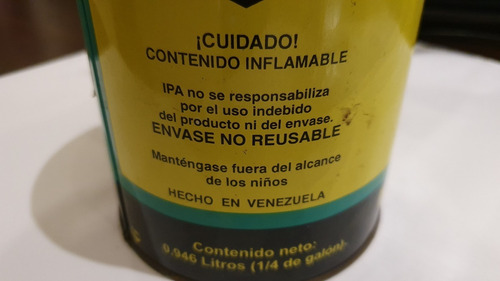 ¡CUIDADO!
CONTENIDO INFLAMABLE
IPA no se responsabiliza
por el uso indebido
del producto ni del envase.
ENVASE NO REUSABLE
Manténgase fuera del alcance
de los niños
HECHO EN VENEZUELA
Contenido neto:
0,946 Litros (1/4 de galón).